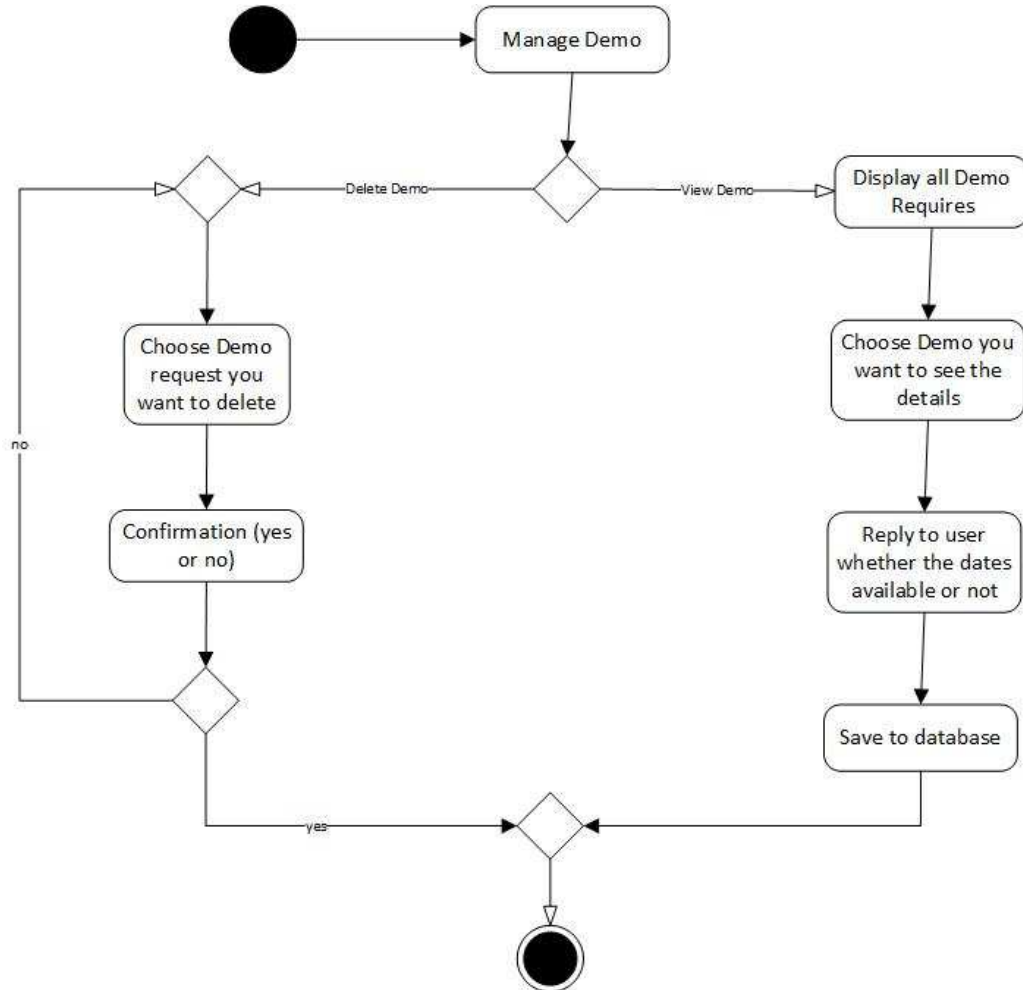 Manage Demo
Delete Demo
View Demo
Display all Demo
Requires
Choose Demo
request you
want to delete
Choose Demo you
want to see the
details
no
Confirmation (yes
or no)
Reply to user
whether the dates
available or not
Save to database
yes